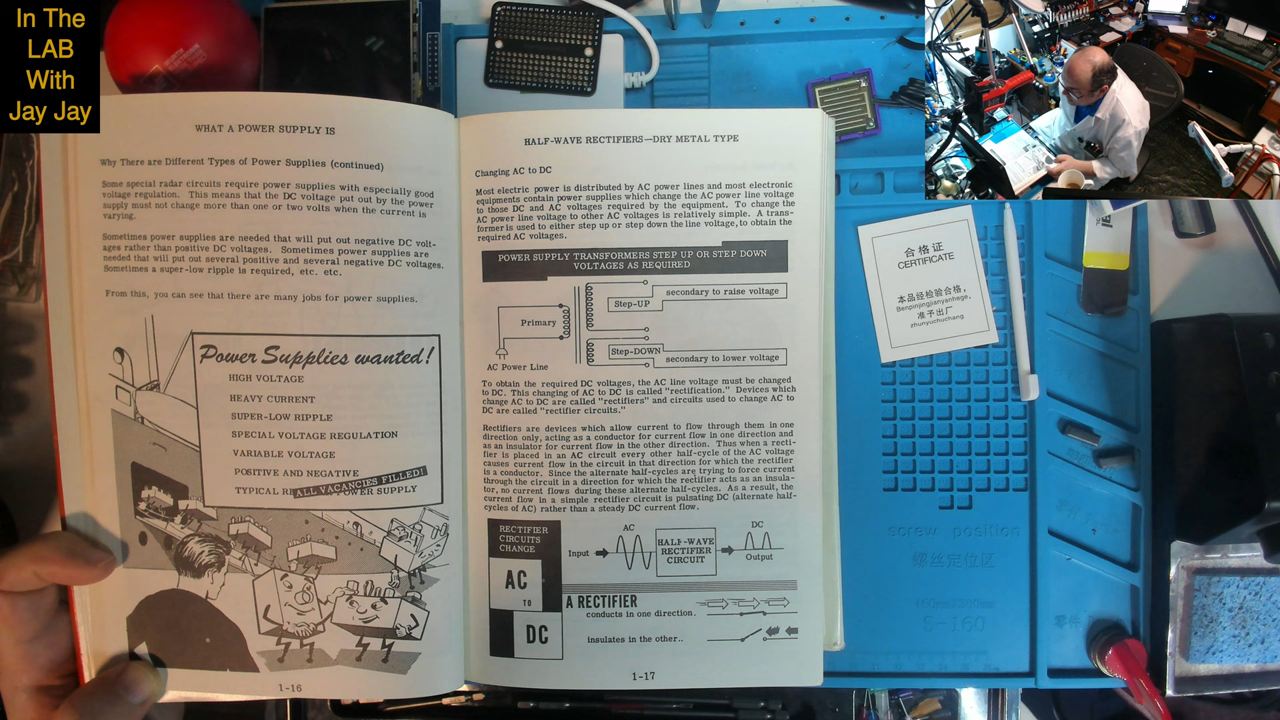 In The
LAB
With
Jay Jay
WHAT A POWER SUPPLY IS
Why There are Different Types of Power Supplies (continued)
Some special radar circuits require power supplies with especially good
voltage regulation. This means that the DC voltage put out by the power
supply must not change more than one or two volts when the current is
varying.
Sometimes power supplies are needed that will put out negative DC volt-
ages rather than positive DC voltages. Sometimes power supplies are
needed that will put out several positive and several negative DC voltages.
Sometimes a super-low ripple is required, etc. etc.
From this, you can see that there are many jobs for power supplies.
Power Supplies wanted!
HIGH VOLTAGE
HEAVY CURRENT
SUPER-LOW RIPPLE
SPECIAL VOLTAGE REGULATION
VARIABLE VOLTAGE
POSITIVE AND NEGATIVE
ALL VACANCIES FILLED!
TYPICAL POWER SUPPLY
1-16
HALF-WAVE RECTIFIERS—DRY METAL TYPE
Changing AC to DC
Most electric power is distributed by AC power lines and most electronic
equipments contain power supplies which change the AC power line voltage
to those DC and AC voltages required by the equipment. To change the
AC power line voltage to other AC voltages is relatively simple. A trans-
former is used to either step up or step down the line voltage, to obtain the
required AC voltages.
POWER SUPPLY TRANSFORMERS STEP UP OR STEP DOWN
VOLTAGES AS REQUIRED
Step-UP
secondary to raise voltage
Primary
Step-DOWN
secondary to lower voltage
AC Power Line
To obtain the required DC voltages, the AC line voltage must be changed
to DC. This changing of AC to DC is called "rectification." Devices which
change AC to DC are called "rectifiers" and circuits used to change AC to
DC are called "rectifier circuits."
Rectifiers are devices which allow current to flow through them in one
direction only, acting as a conductor for current flow in one direction and
as an insulator for current flow in the other direction. Thus when a recti-
fier is placed in an AC circuit every other half-cycle of the AC voltage
causes current flow in the circuit in that direction for which the rectifier
is a conductor. Since the alternate half-cycles are trying to force current
through the circuit in a direction for which the rectifier acts as an insula-
tor, no current flows during these alternate half-cycles. As a result, the
current flow in a simple rectifier circuit is pulsating DC (alternate half-
cycles of AC) rather than a steady DC current flow.
RECTIFIER
CIRCUITS
CHANGE
AC
TO
DC
Input
AC
HALF-WAVE
RECTIFIER
CIRCUIT
DC
Output
A RECTIFIER
conducts in one direction.
insulates in the other..
1-17
合格证
CERTIFICATE
本品经检验合格,
Benpinjingjianyanhege,
准予出厂
zhunyuchuchang
screw position
螺丝定位区
S-160
零件